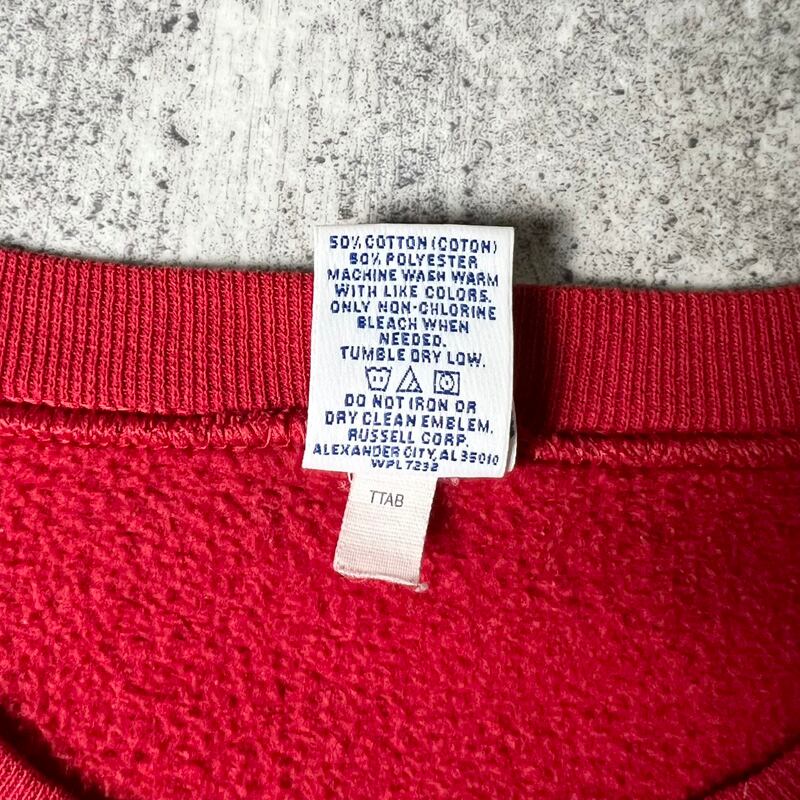 50% COTTON (COTON)
50% POLYESTER
MACHINE WASH WARM
WITH LIKE COLORS.
ONLY NON-CHLORINE
BLEACH WHEN
NEEDED.
TUMBLE DRY LOW.
DO NOT IRON OR
DRY CLEAN EMBLEM.
RUSSELL CORP.
ALEXANDER CITY, AL 35010
WPL 7232
TTAB